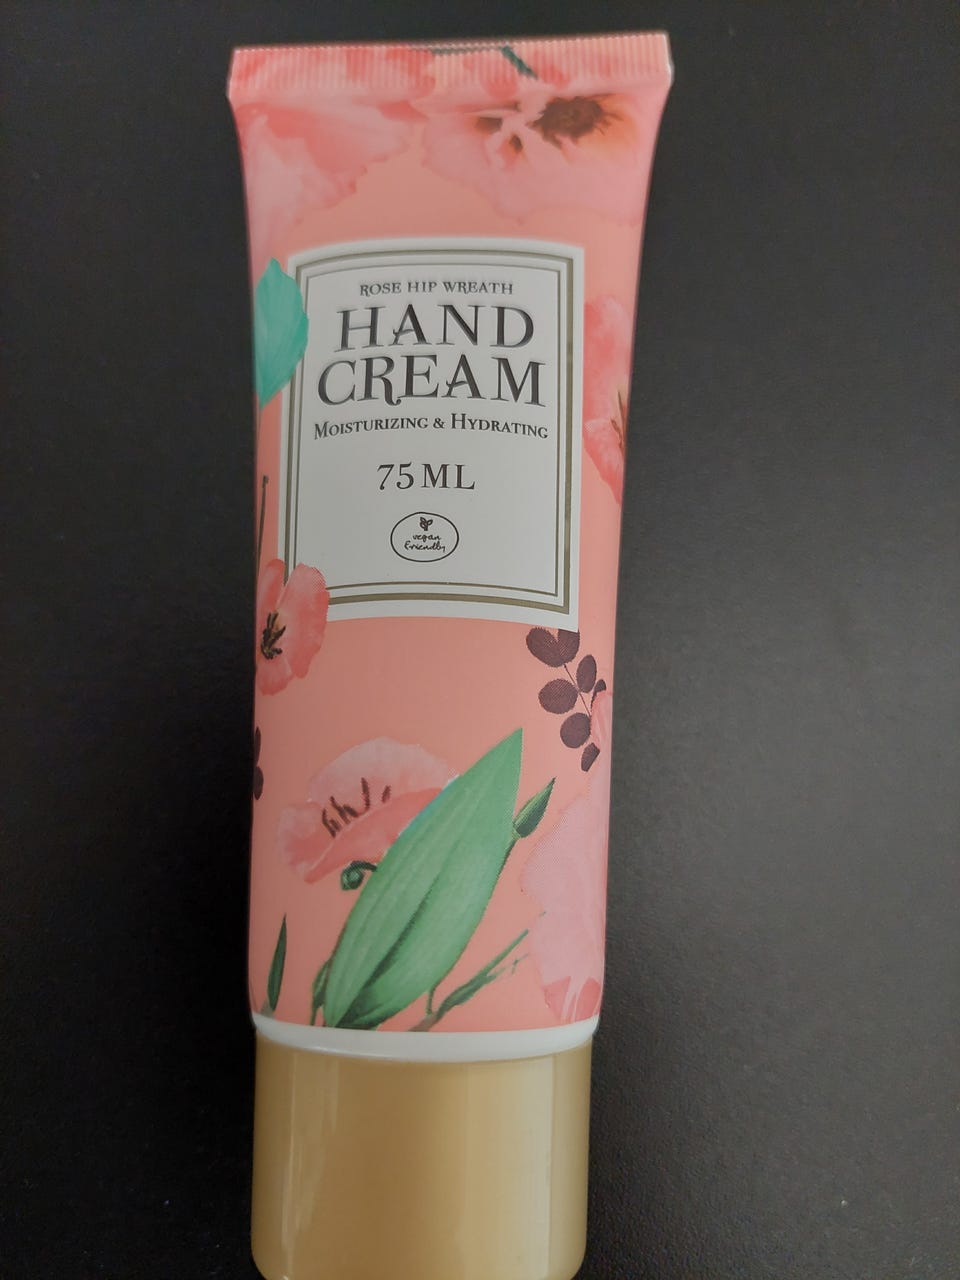 ROSE HIP WREATH
HAND
CREAM
MOISTURIZING & HYDRATING
75 ML
vegan
friendly